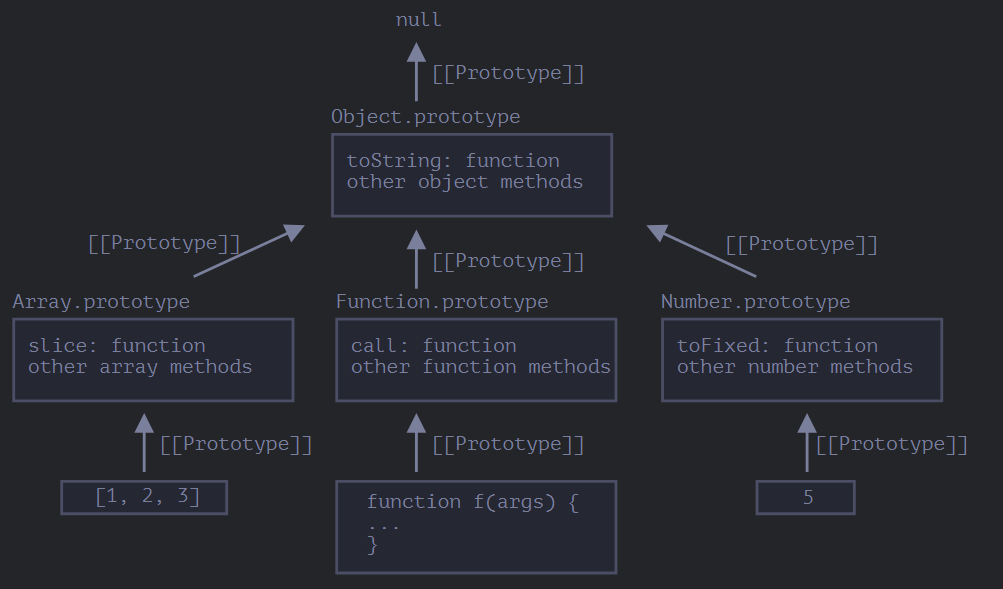 null
[[Prototype]]
Object.prototype
toString: function
other object methods
[[Prototype]]
[[Prototype]]
[[Prototype]]
Array.prototype
Function.prototype
Number.prototype
slice: function
other array methods
call: function
other function methods
toFixed: function
other number methods
[[Prototype]]
[[Prototype]]
[[Prototype]]
[1, 2, 3]
function f(args) {
...
}
5